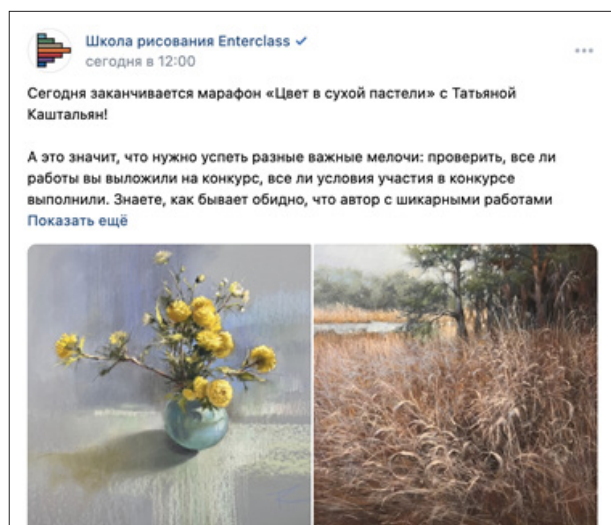 Школа рисования Enterclass
сегодня в 12:00
Сегодня заканчивается марафон «Цвет в сухой пастели» с Татьяной
Каштальян!
А это значит, что нужно успеть разные важные мелочи: проверить, все ли
работы вы выложили на конкурс, все ли условия участия в конкурсе
выполнили. Знаете, как бывает обидно, что автор с шикарными работами
Показать ещё